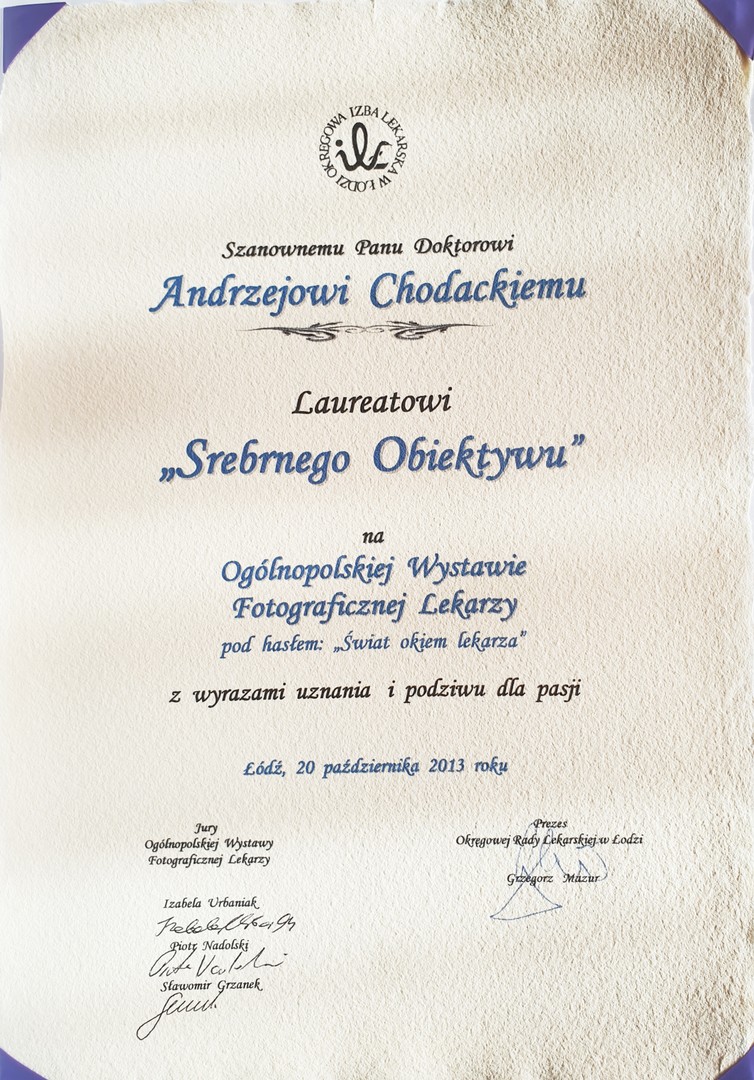 OKRĘGOWA IZBA LEKARSKA W ŁODZI
ilŁ
Szanownemu Panu Doktorowi
Andrzejowi Chodackiemu
Laureatowi
„Srebrnego Obiektywu”
na
Ogólnopolskiej Wystawie
Fotograficznej Lekarzy
pod hasłem: „Świat okiem lekarza”
z wyrazami uznania i podziwu dla pasji
Łódź, 20 października 2013 roku
Jury
Ogólnopolskiej Wystawy
Fotograficznej Lekarzy
Izabela Urbaniak
Piotr Nadolski
Sławomir Grzanek
Prezes
Okręgowej Rady Lekarskiej w Łodzi
Grzegorz Mazur